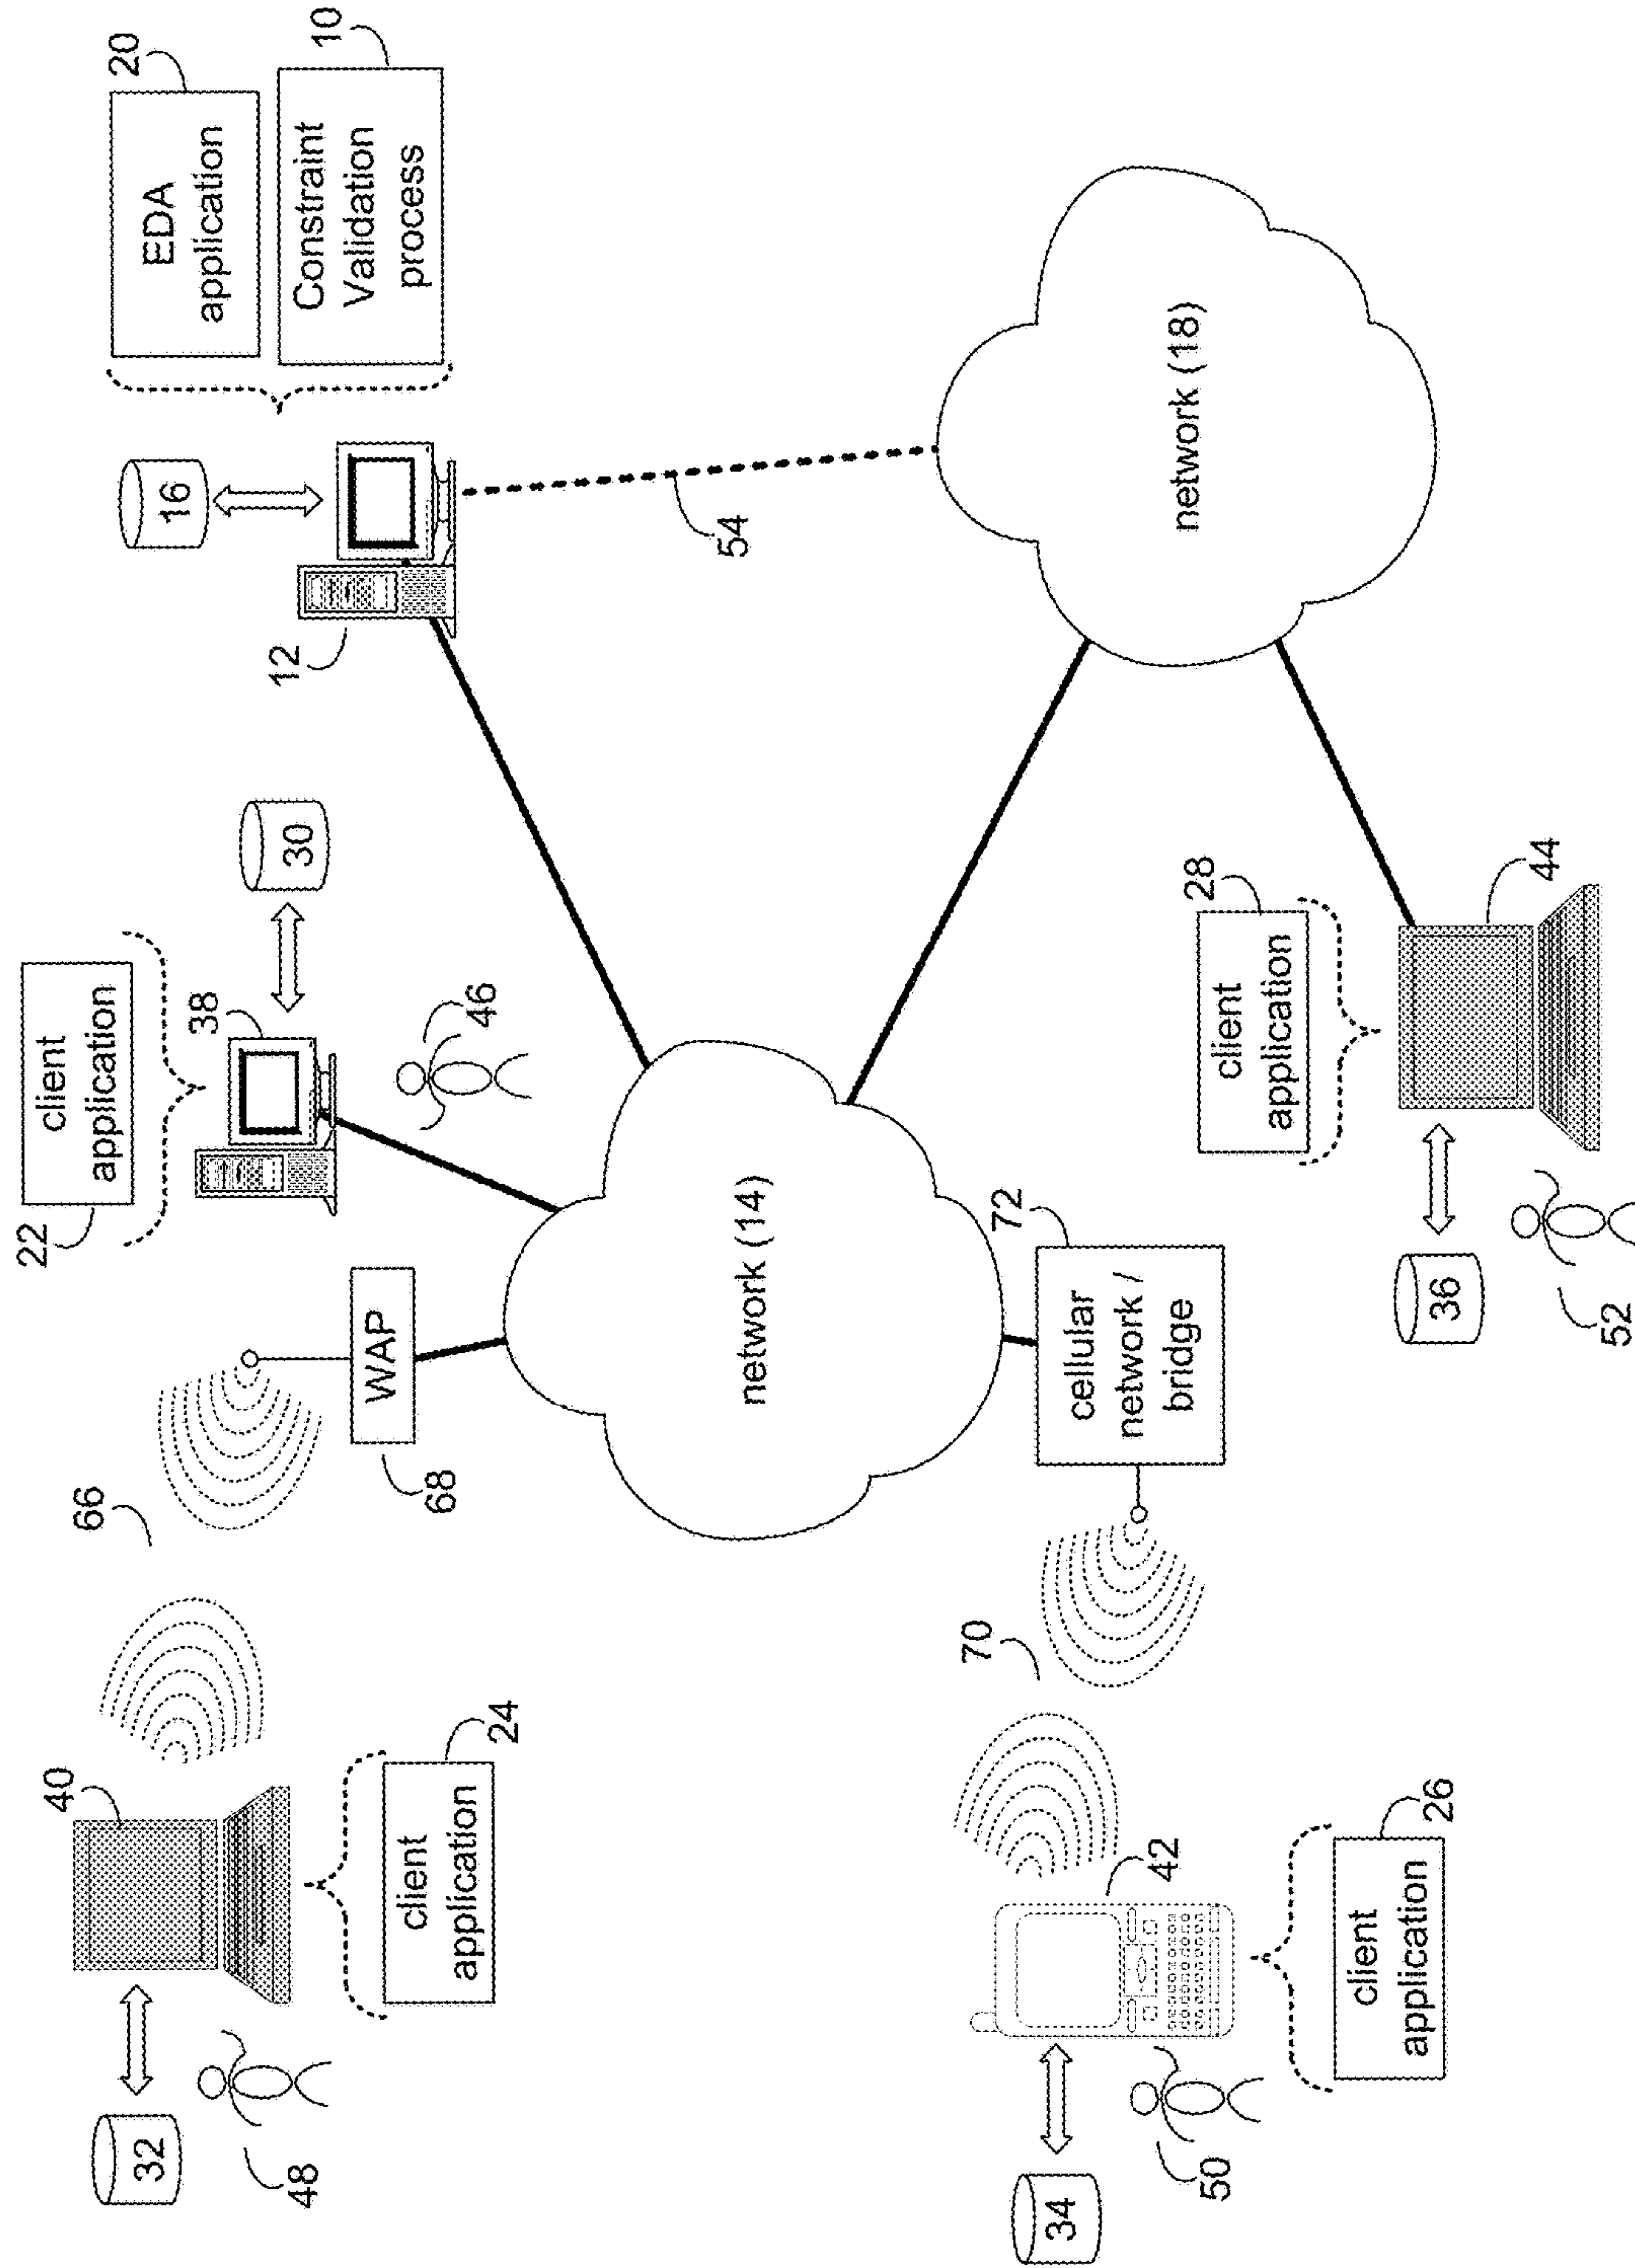 32
40
48
client
application
24
66
WAP
68
22
client
application
38
30
46
16
12
EDA
application
20
Constraint
Validation
process
10
network (14)
54
34
50
42
client
application
26
70
cellular
network /
bridge
72
network (18)
client
application
28
36
52
44